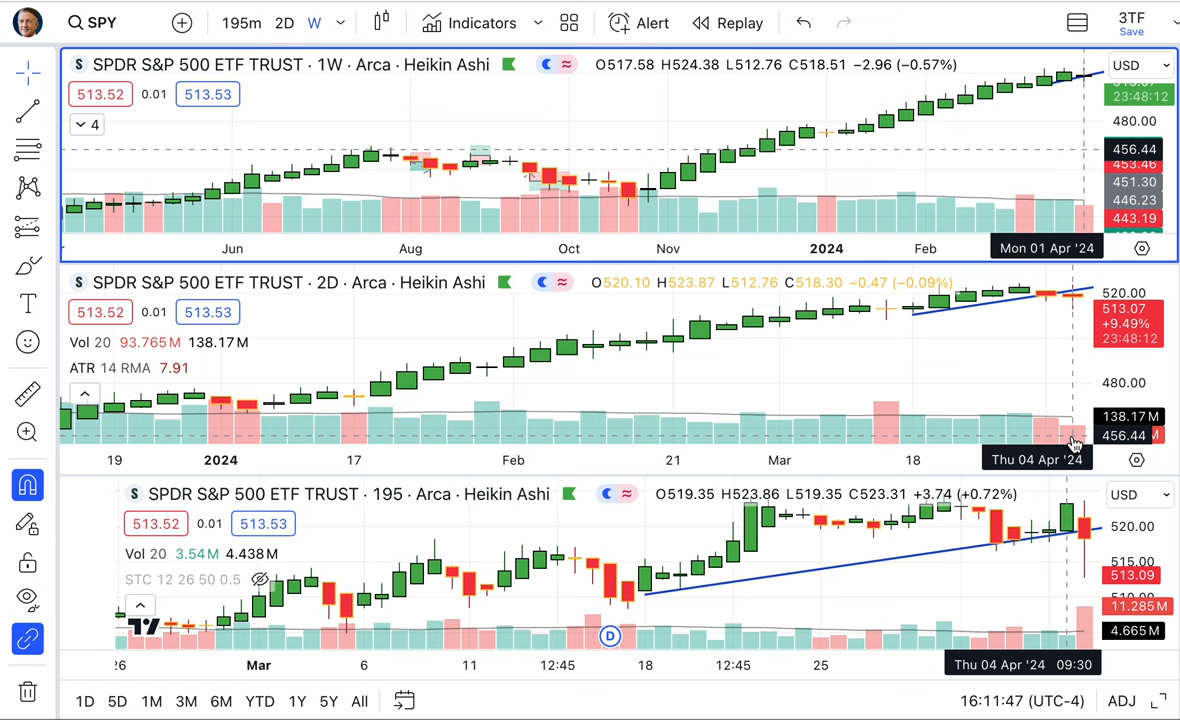 SPY 195m 2D W Indicators Alert Replay 3TF
Save
S SPDR S&P 500 ETF TRUST · 1W · Arca · Heikin Ashi O517.58 H524.38 L512.76 C518.51 −2.96 (−0.57%) USD
513.52 0.01 513.53
23:48:12
4
480.00
456.44
453.46
451.30
446.23
443.19
Jun Aug Oct Nov 2024 Feb Mon 01 Apr '24
S SPDR S&P 500 ETF TRUST · 2D · Arca · Heikin Ashi O520.10 H523.87 L512.76 C518.30 −0.47 (−0.09%)
520.00
513.52 0.01 513.53
513.07
+9.49%
23:48:12
Vol 20 93.765M 138.17M
ATR 14 RMA 7.91
480.00
138.17M
456.44 M
19 2024 17 Feb 21 Mar 18 Thu 04 Apr '24
S SPDR S&P 500 ETF TRUST · 195 · Arca · Heikin Ashi O519.35 H523.86 L519.35 C523.31 +3.74 (+0.72%) USD
513.52 0.01 513.53
520.00
Vol 20 3.54M 4.438M
515.00
STC 12 26 50 0.5
513.09
510.00
11.285M
4.665M
D
26 Mar 6 11 12:45 18 12:45 25 Thu 04 Apr '24 09:30
1D 5D 1M 3M 6M YTD 1Y 5Y All 16:11:47 (UTC-4) ADJ